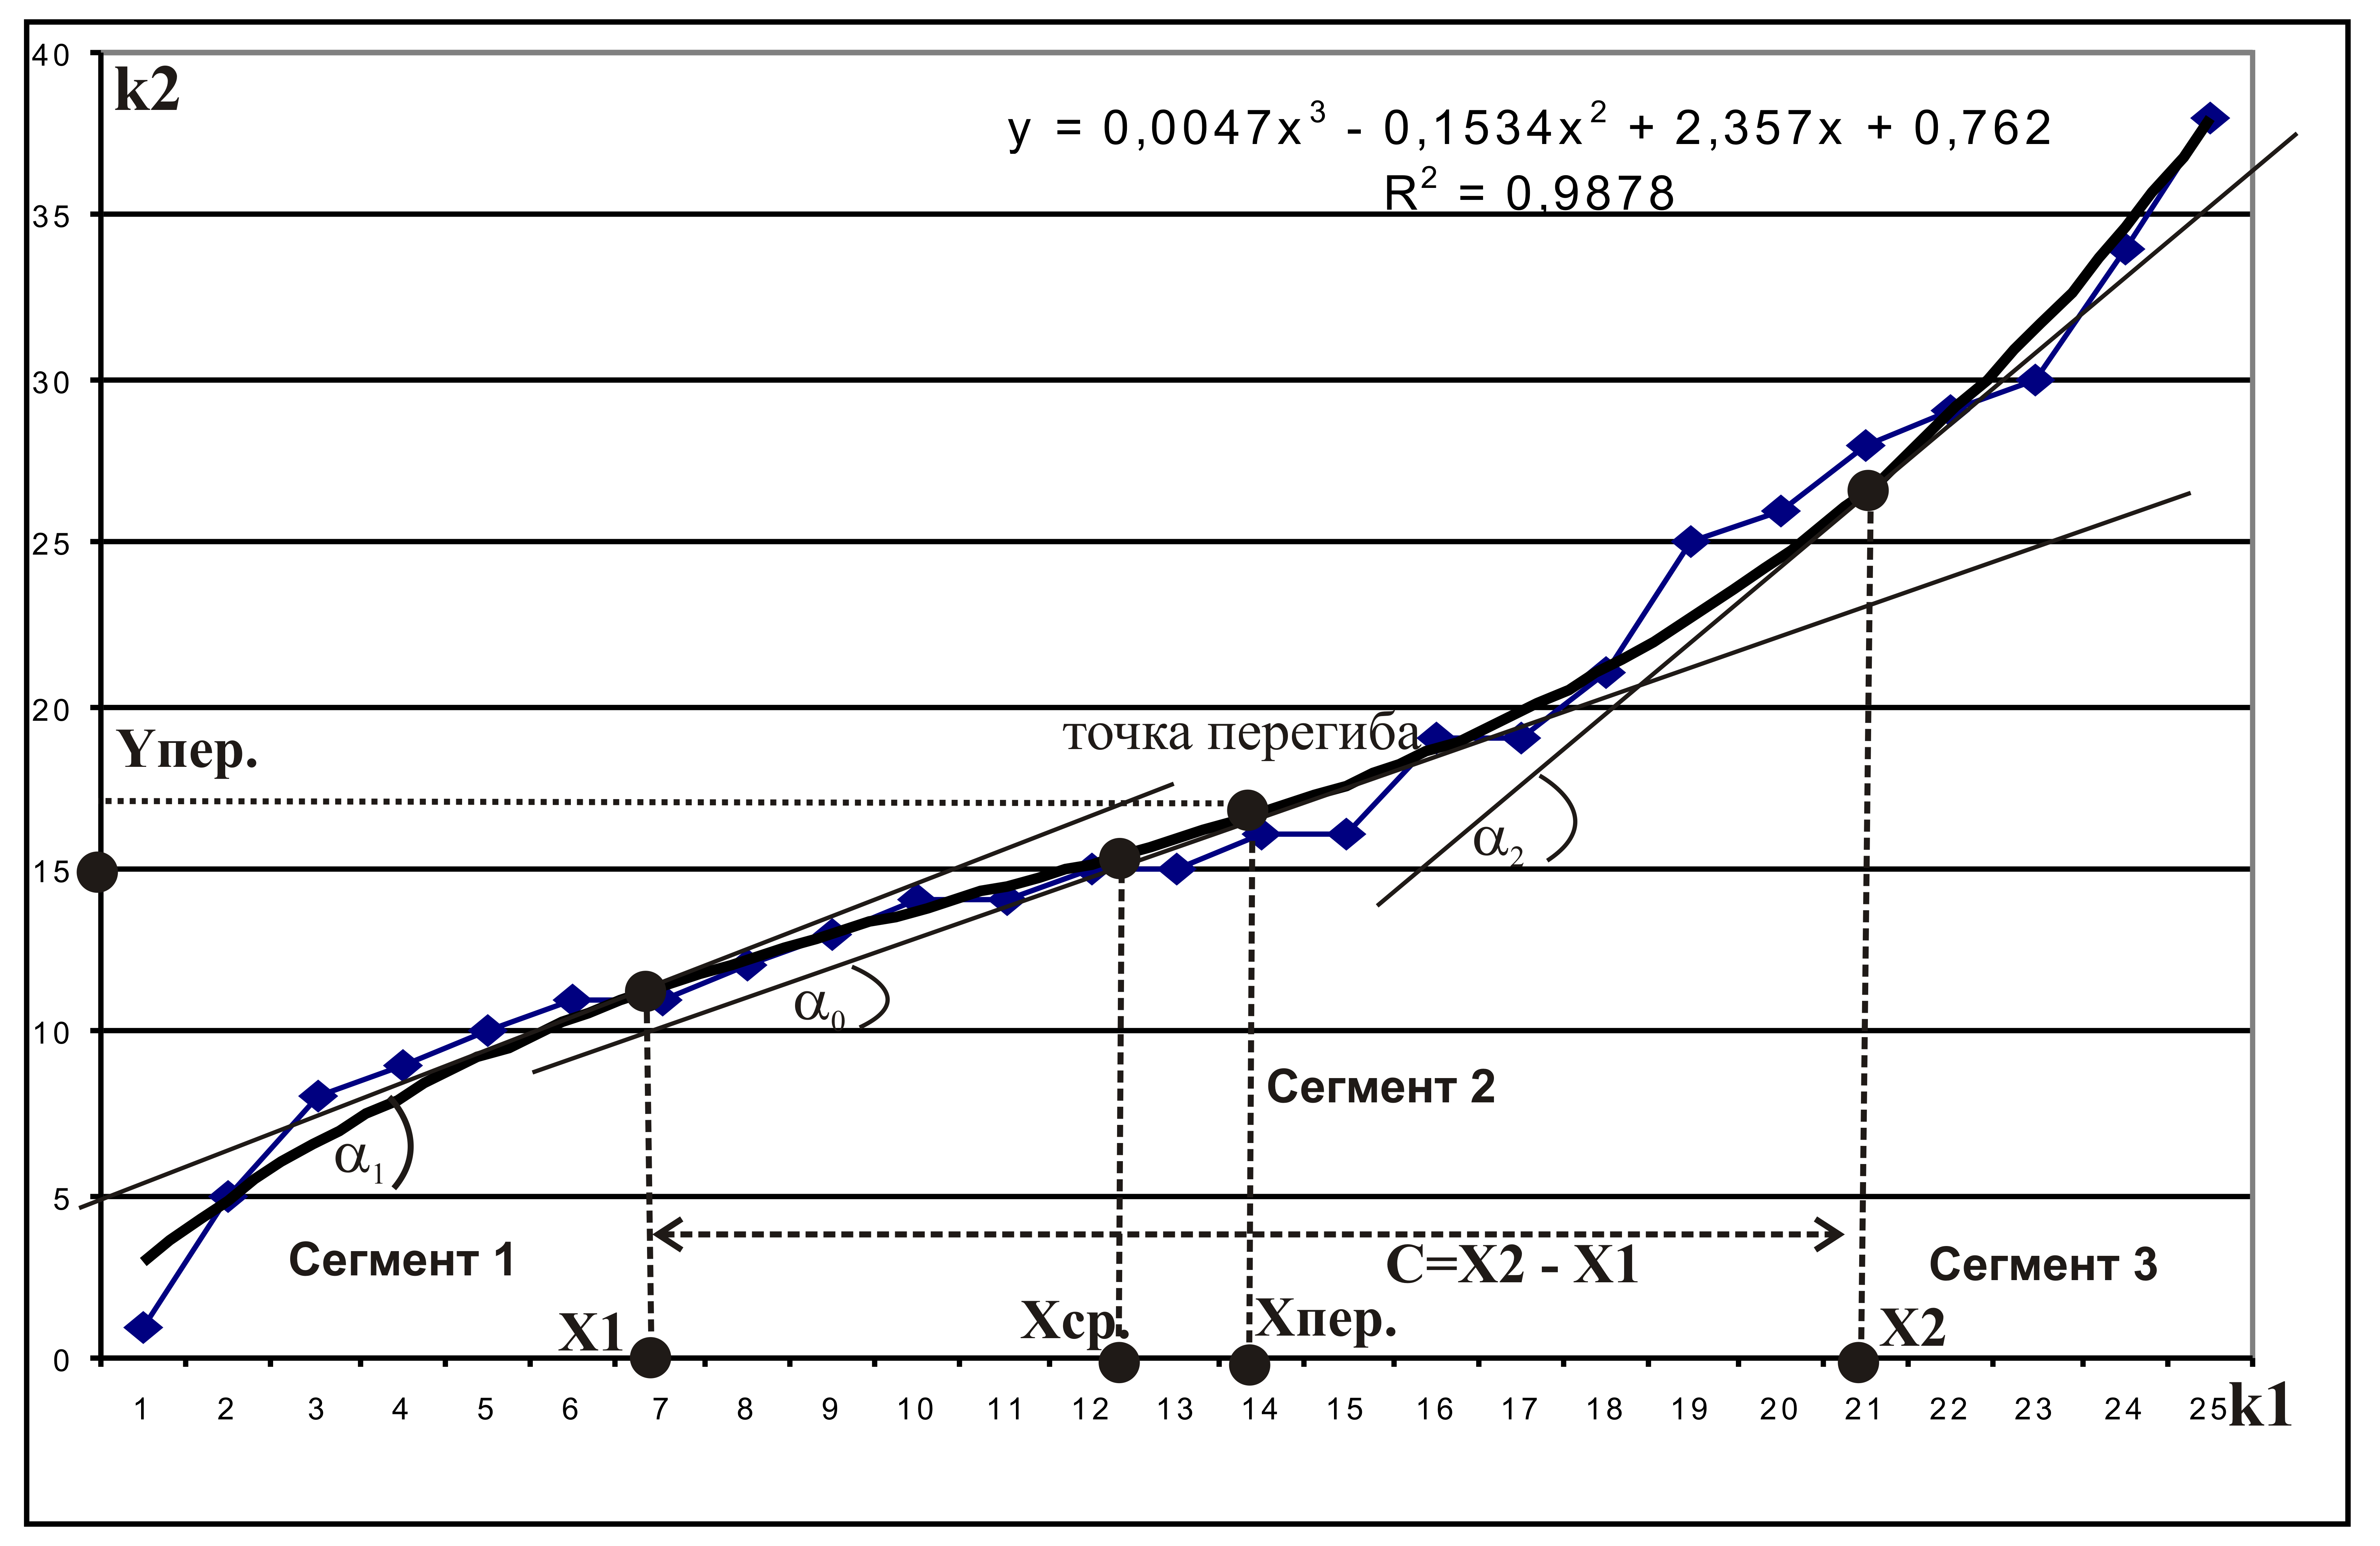 40
k2
y = 0,0047x³ - 0,1534x² + 2,357x + 0,762
R² = 0,9878
35
30
25
20
точка перегиба
Yпер.
α₂
15
α₀
10
Сегмент 2
α₁
5
Сегмент 1
C=X2 - X1
Сегмент 3
X1
Xср.
Xпер.
X2
0
1 2 3 4 5 6 7 8 9 10 11 12 13 14 15 16 17 18 19 20 21 22 23 24 25 k1